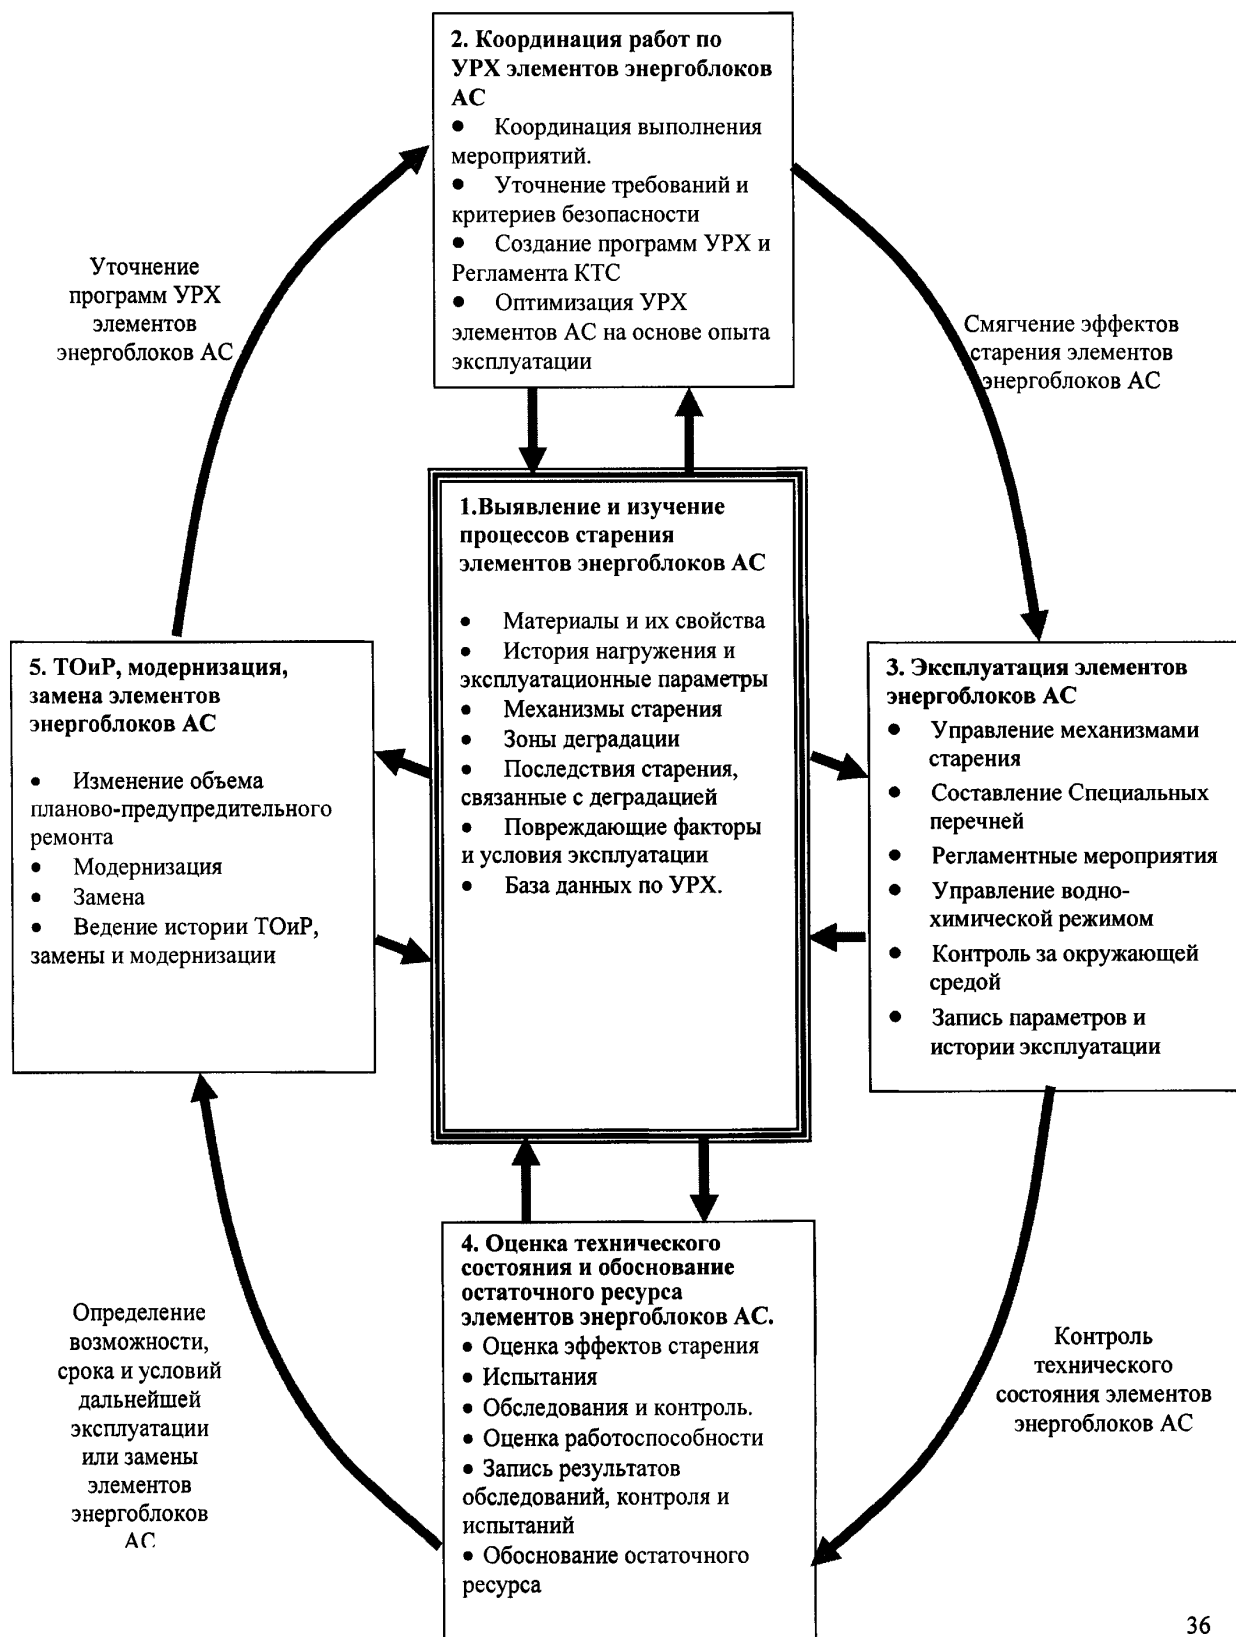 2. Координация работ по
УРХ элементов энергоблоков
АС
• Координация выполнения
мероприятий.
• Уточнение требований и
критериев безопасности
• Создание программ УРХ и
Регламента КТС
• Оптимизация УРХ
элементов АС на основе опыта
эксплуатации
Уточнение
программ УРХ
элементов
энергоблоков АС
Смягчение эффектов
старения элементов
энергоблоков АС
1.Выявление и изучение
процессов старения
элементов энергоблоков АС
• Материалы и их свойства
• История нагружения и
эксплуатационные параметры
• Механизмы старения
• Зоны деградации
• Последствия старения,
связанные с деградацией
• Повреждающие факторы
и условия эксплуатации
• База данных по УРХ.
5. ТОиР, модернизация,
замена элементов
энергоблоков АС
• Изменение объема
планово-предупредительного
ремонта
• Модернизация
• Замена
• Ведение истории ТОиР,
замены и модернизации
3. Эксплуатация элементов
энергоблоков АС
• Управление механизмами
старения
• Составление Специальных
перечней
• Регламентные мероприятия
• Управление водно-
химической режимом
• Контроль за окружающей
средой
• Запись параметров и
истории эксплуатации
4. Оценка технического
состояния и обоснование
остаточного ресурса
элементов энергоблоков АС.
• Оценка эффектов старения
• Испытания
• Обследования и контроль.
• Оценка работоспособности
• Запись результатов
обследований, контроля и
испытаний
• Обоснование остаточного
ресурса
Определение
возможности,
срока и условий
дальнейшей
эксплуатации
или замены
элементов
энергоблоков
АС
Контроль
технического
состояния элементов
энергоблоков АС
36